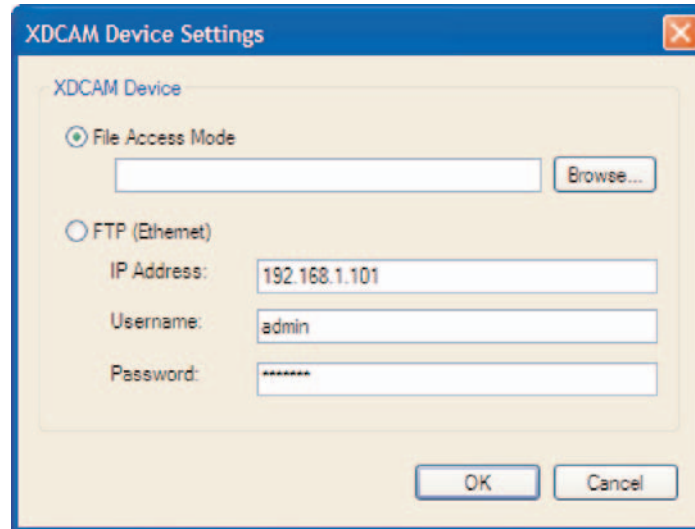 XDCAM Device Settings
XDCAM Device
File Access Mode
Browse...
FTP (Ethernet)
IP Address: 192.168.1.101
Username: admin
Password: *******
OK Cancel